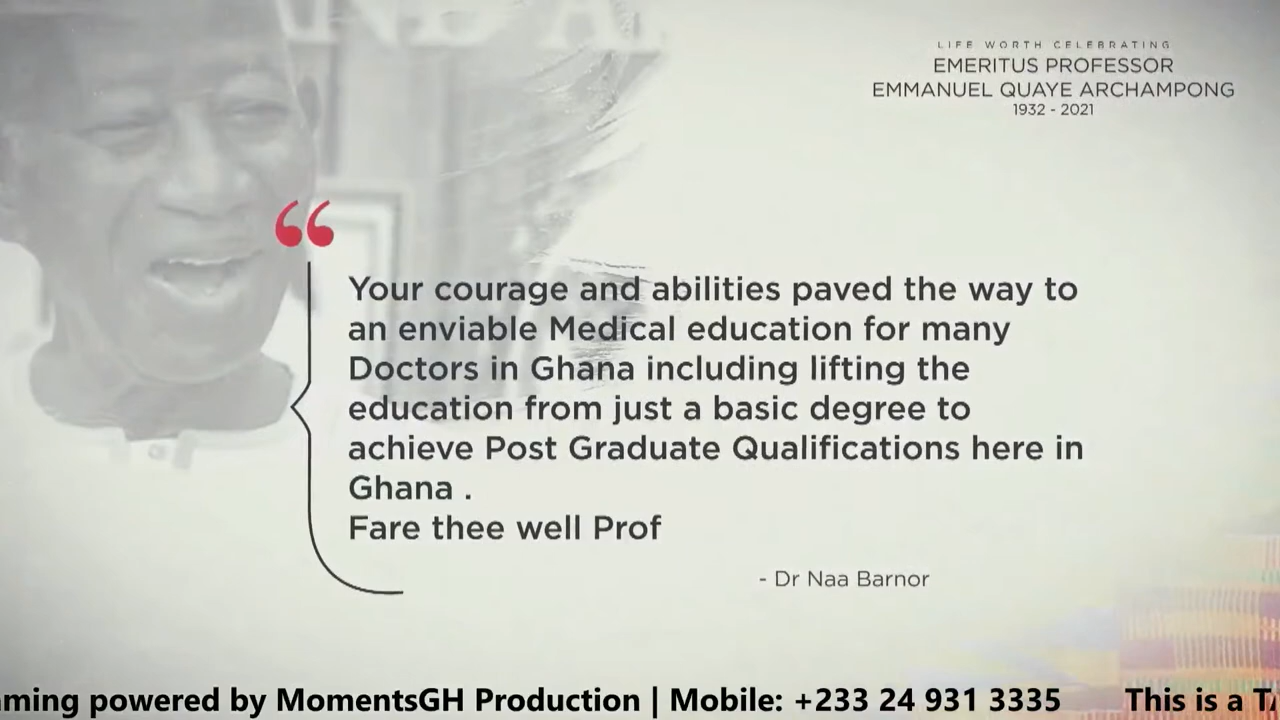 LIFE WORTH CELEBRATING
EMERITUS PROFESSOR
EMMANUEL QUAYE ARCHAMPONG
1932 - 2021
“
Your courage and abilities paved the way to
an enviable Medical education for many
Doctors in Ghana including lifting the
education from just a basic degree to
achieve Post Graduate Qualifications here in
Ghana .
Fare thee well Prof
- Dr Naa Barnor
powered by MomentsGH Production | Mobile: +233 24 931 3335 This is a